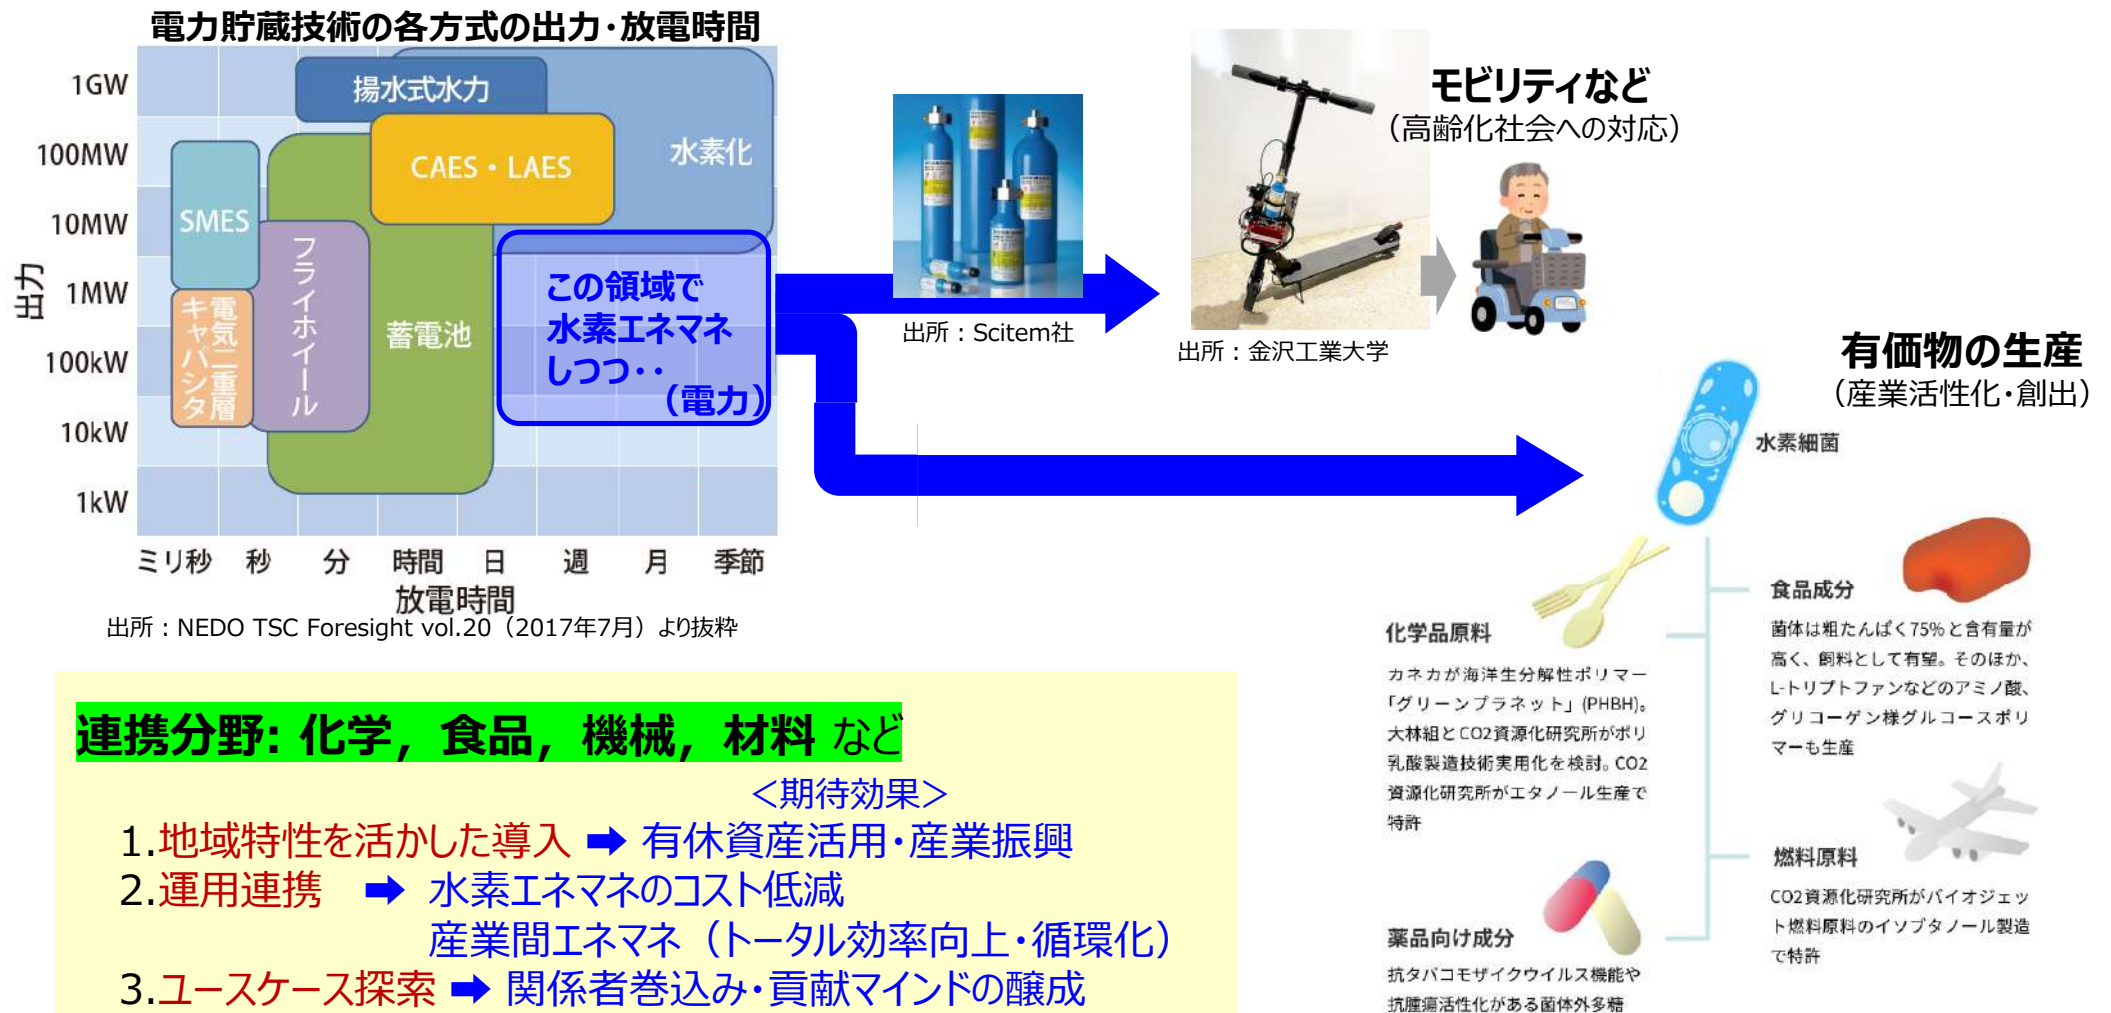 電力貯蔵技術の各方式の出力･放電時間
1GW
100MW
10MW
1MW
100kW
10kW
1kW
出力
揚水式水力
水素化
CAES・LAES
SMES
フライホイール
電気二重層
キャパシタ
蓄電池
この領域で
水素エネマネ
しつつ･･
（電力）
ミリ秒 秒 分 時間 日 週 月 季節
放電時間
出所：NEDO TSC Foresight vol.20（2017年7月）より抜粋
出所：Scitem社
出所：金沢工業大学
モビリティなど
（高齢化社会への対応）
有価物の生産
（産業活性化･創出）
水素細菌
化学品原料
カネカが海洋生分解性ポリマー
「グリーンプラネット」(PHBH)。
大林組とCO2資源化研究所がポリ
乳酸製造技術実用化を検討。CO2
資源化研究所がエタノール生産で
特許
食品成分
菌体は粗たんぱく75%と含有量が
高く、飼料として有望。そのほか、
L-トリプトファンなどのアミノ酸、
グリコーゲン様グルコースポリ
マーも生産
燃料原料
CO2資源化研究所がバイオジェッ
ト燃料原料のイソブタノール製造
で特許
薬品向け成分
抗タバコモザイクウイルス機能や
抗腫瘍活性化がある菌体外多糖
連携分野: 化学，食品，機械，材料 など
＜期待効果＞
1.地域特性を活かした導入 ➡ 有休資産活用･産業振興
2.運用連携 ➡ 水素エネマネのコスト低減
産業間エネマネ（トータル効率向上･循環化）
3.ユースケース探索 ➡ 関係者巻込み･貢献マインドの醸成